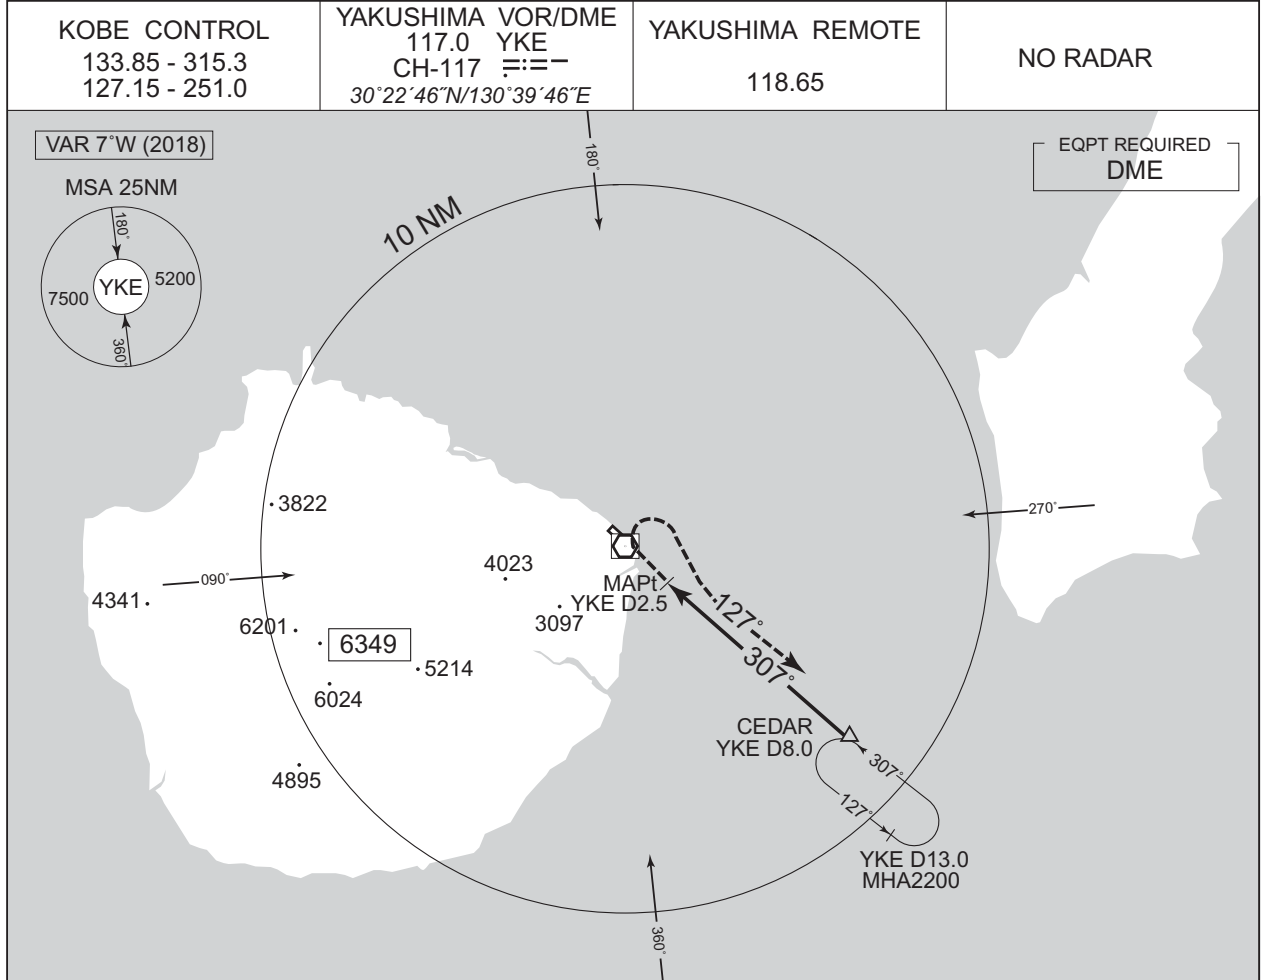 KOBE CONTROL
133.85 - 315.3
127.15 - 251.0
YAKUSHIMA VOR/DME
117.0 YKE
CH-117
30°22´46˝N/130°39´46˝E
YAKUSHIMA REMOTE
118.65
NO RADAR
VAR 7°W (2018)
MSA 25NM
180°
7500
YKE
5200
360°
EQPT REQUIRED
DME
180°
10 NM
3822
270°
4023
090°
4341
MAPt
YKE D2.5
3097
127°
6201
6349
5214
307°
6024
CEDAR
YKE D8.0
4895
307°
127°
YKE D13.0
MHA2200
360°